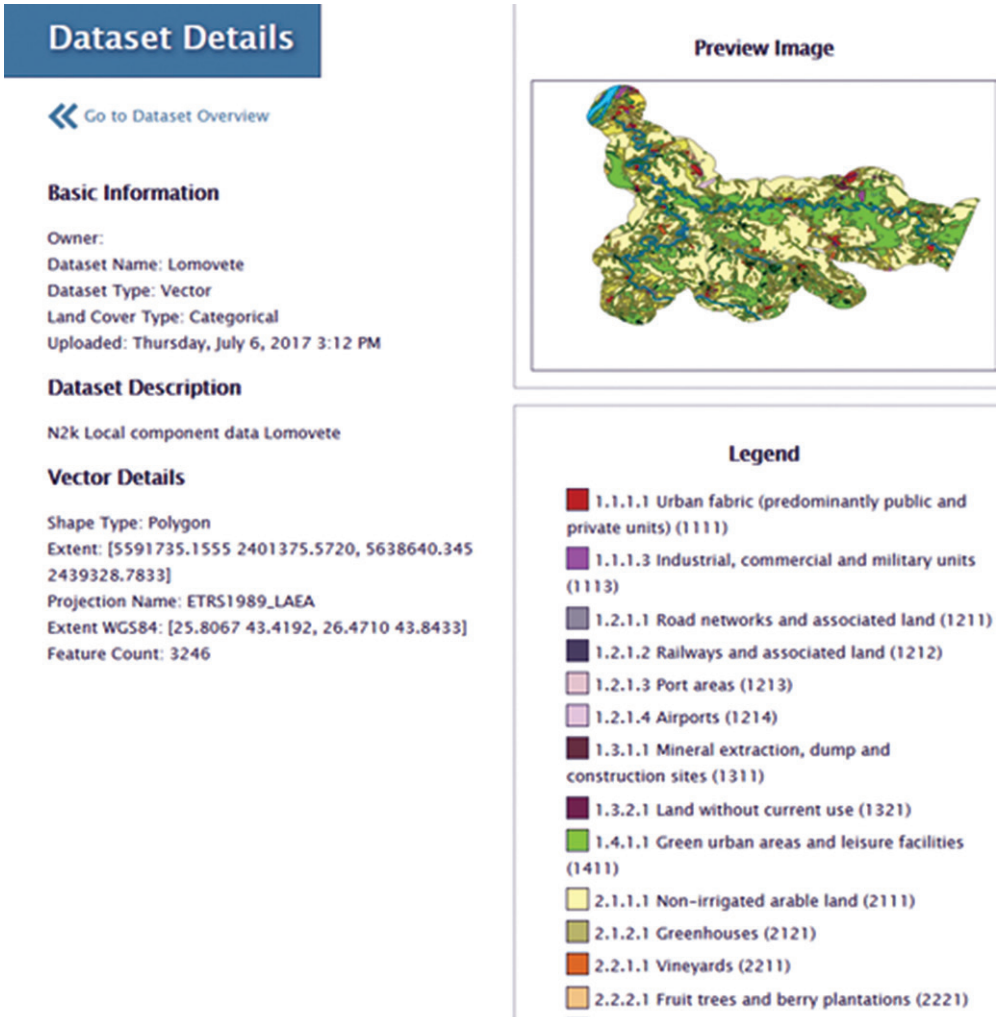 Dataset Details
Go to Dataset Overview
Basic Information
Owner:
Dataset Name: Lomovete
Dataset Type: Vector
Land Cover Type: Categorical
Uploaded: Thursday, July 6, 2017 3:12 PM
Dataset Description
N2k Local component data Lomovete
Vector Details
Shape Type: Polygon
Extent: [5591735.1555 2401375.5720, 5638640.345
2439328.7833]
Projection Name: ETRS1989_LAEA
Extent WGS84: [25.8067 43.4192, 26.4710 43.8433]
Feature Count: 3246
Preview Image
Legend
1.1.1.1 Urban fabric (predominantly public and
private units) (1111)
1.1.1.3 Industrial, commercial and military units
(1113)
1.2.1.1 Road networks and associated land (1211)
1.2.1.2 Railways and associated land (1212)
1.2.1.3 Port areas (1213)
1.2.1.4 Airports (1214)
1.3.1.1 Mineral extraction, dump and
construction sites (1311)
1.3.2.1 Land without current use (1321)
1.4.1.1 Green urban areas and leisure facilities
(1411)
2.1.1.1 Non-irrigated arable land (2111)
2.1.2.1 Greenhouses (2121)
2.2.1.1 Vineyards (2211)
2.2.2.1 Fruit trees and berry plantations (2221)